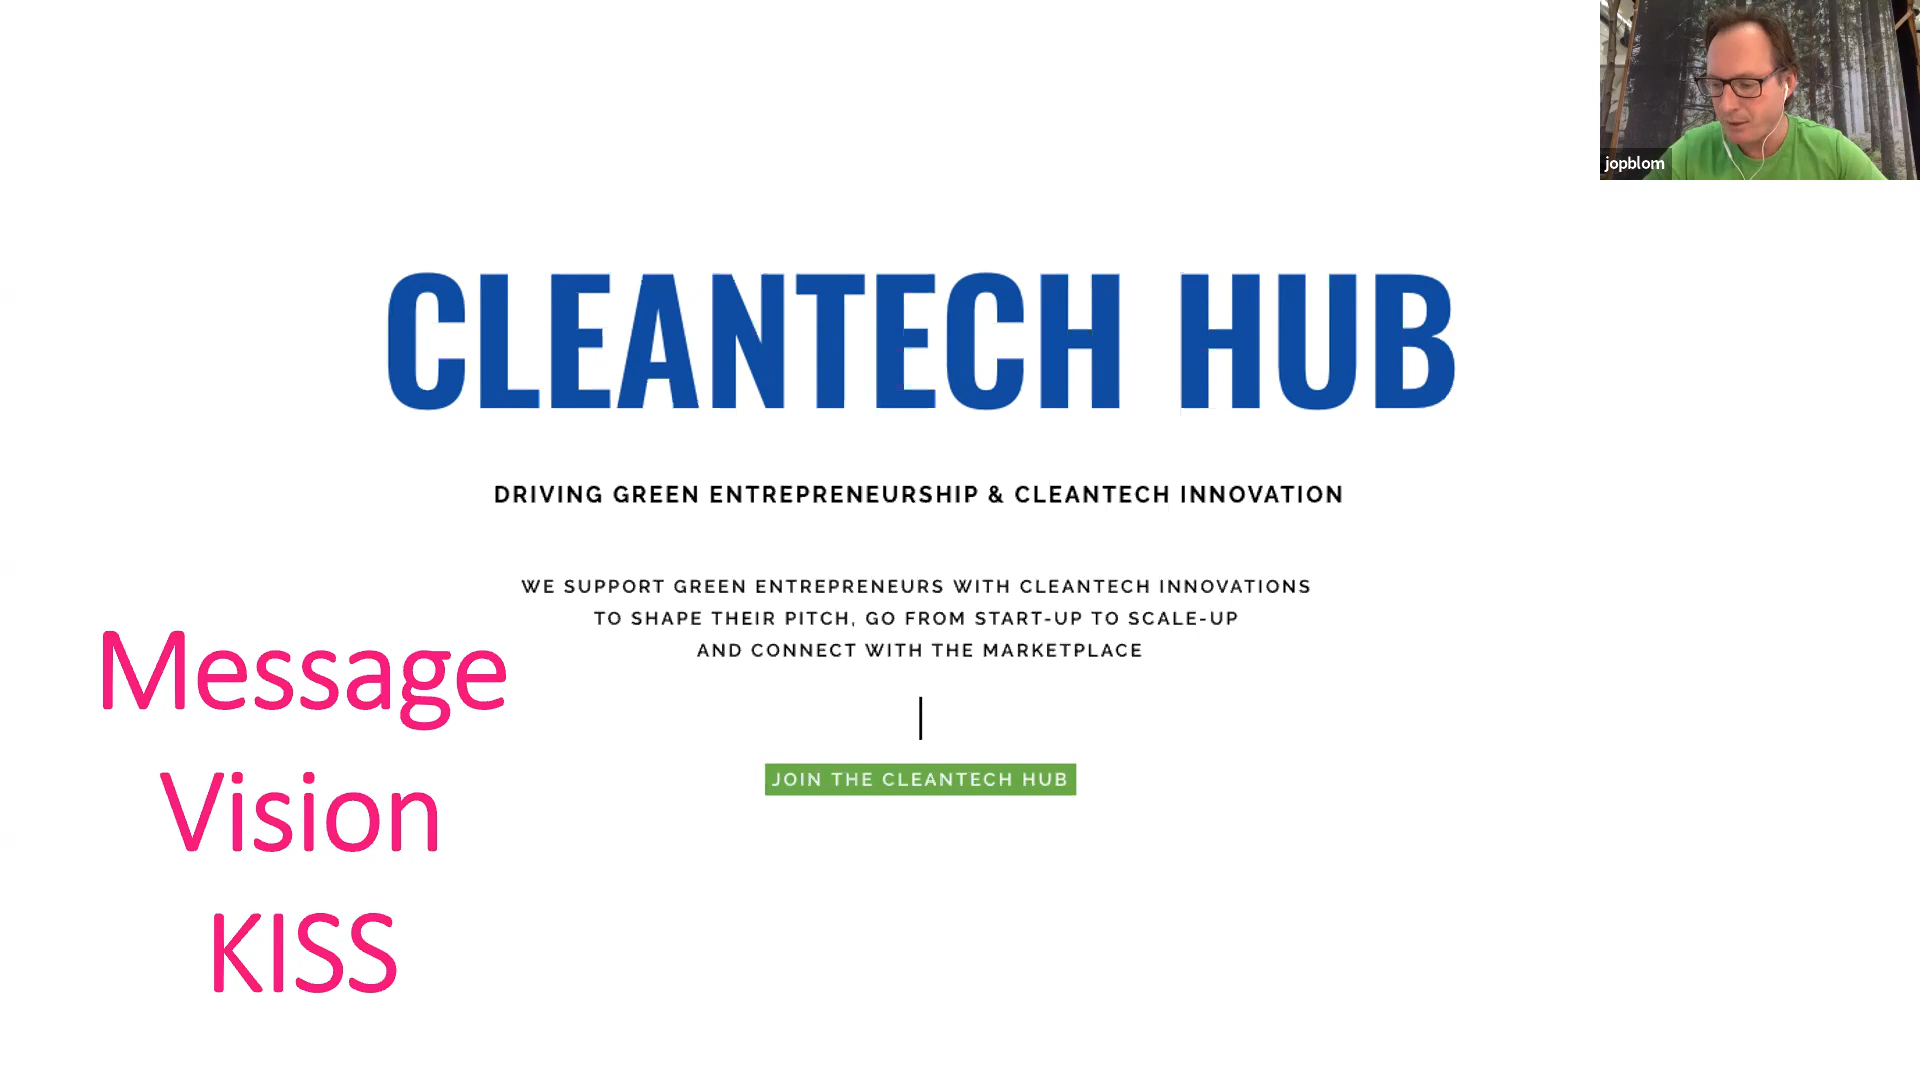 jopblom
CLEANTECH HUB
DRIVING GREEN ENTREPRENEURSHIP & CLEANTECH INNOVATION
WE SUPPORT GREEN ENTREPRENEURS WITH CLEANTECH INNOVATIONS
TO SHAPE THEIR PITCH, GO FROM START-UP TO SCALE-UP
AND CONNECT WITH THE MARKETPLACE
JOIN THE CLEANTECH HUB
Message
Vision
KISS